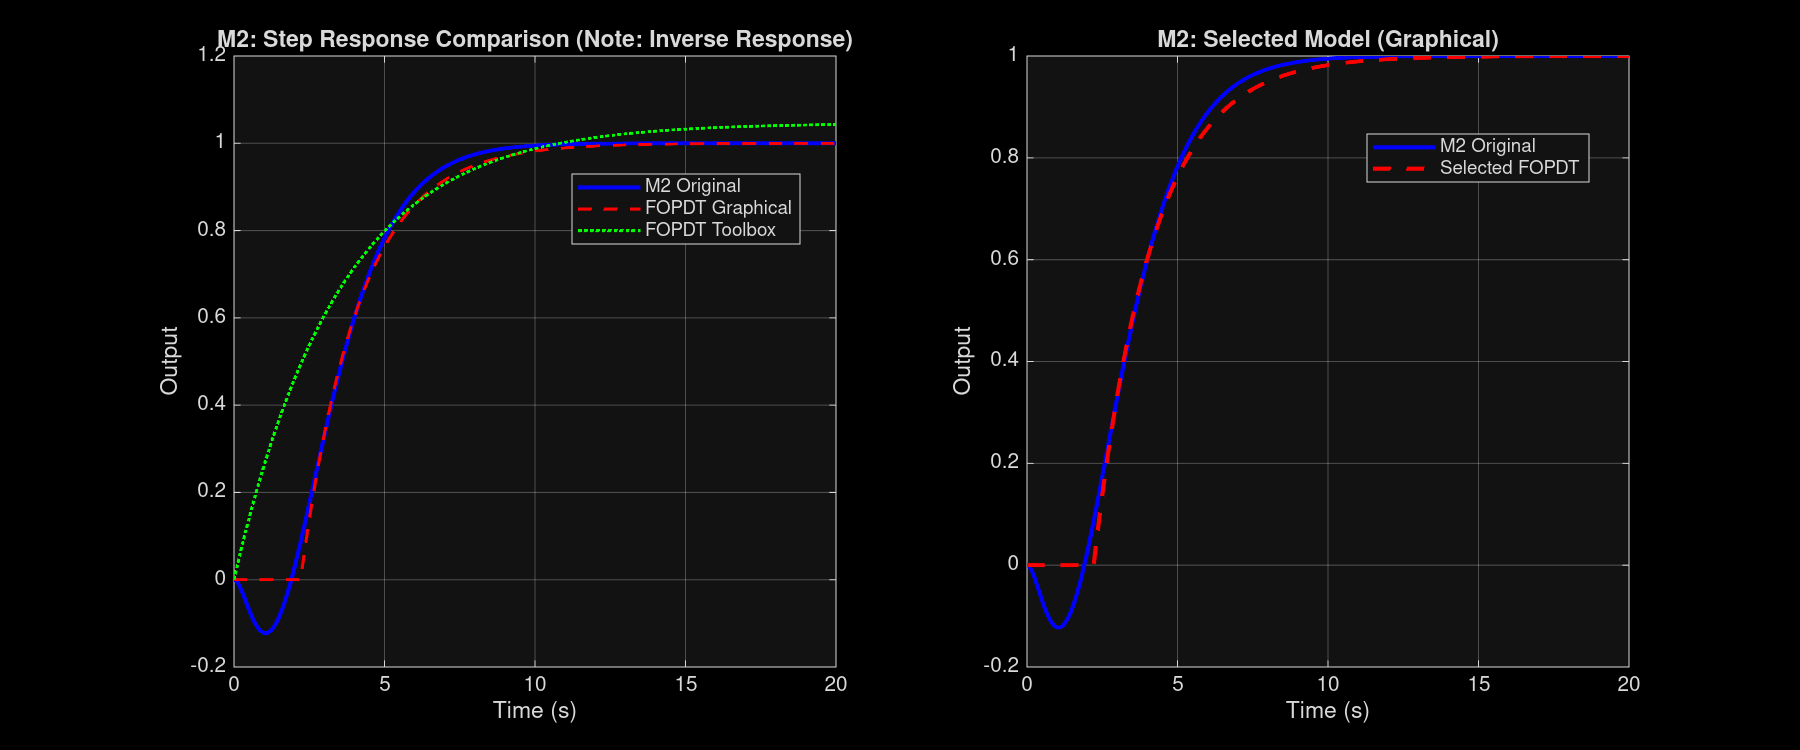 M2: Step Response Comparison (Note: Inverse Response)
1.2
1
0.8
0.6
0.4
0.2
0
-0.2
Output
M2 Original
FOPDT Graphical
FOPDT Toolbox
0 5 10 15 20
Time (s)
M2: Selected Model (Graphical)
1
0.8
0.6
0.4
0.2
0
-0.2
Output
M2 Original
Selected FOPDT
0 5 10 15 20
Time (s)